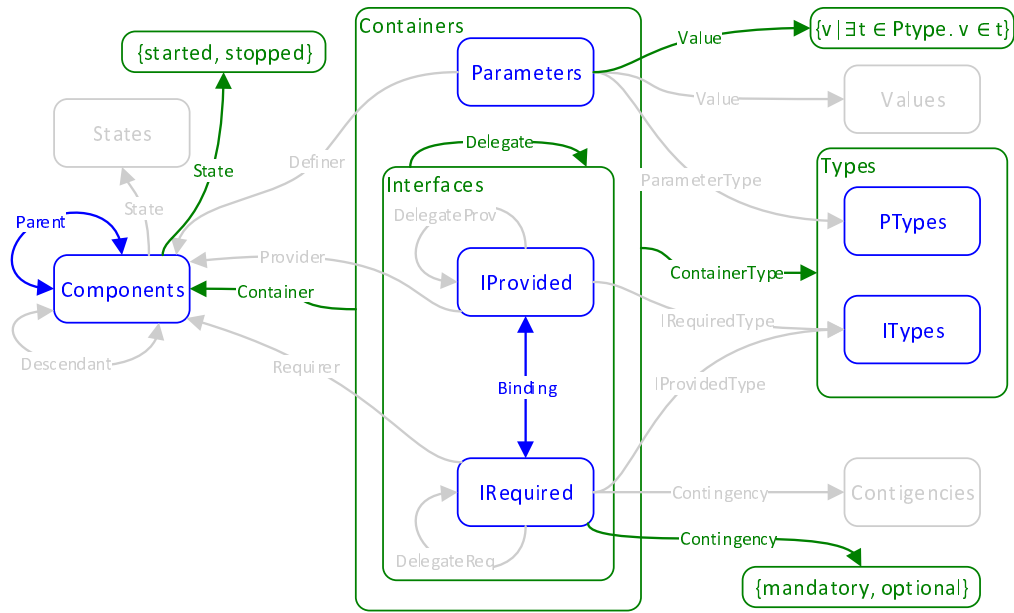 Containers
{v | ∃t ∈ Ptype. v ∈ t}
Value
{started, stopped}
Parameters
Values
Value
States
Delegate
Definer
Types
State
ParameterType
Interfaces
State
DelegateProv
Parent
PTypes
Provider
ContainerType
Components
Container
IProvided
IRequiredType
ITypes
Descendant
Requirer
Binding
IProvidedType
IRequired
Contingency
Contigencies
Contingency
DelegateReq
{mandatory, optional}